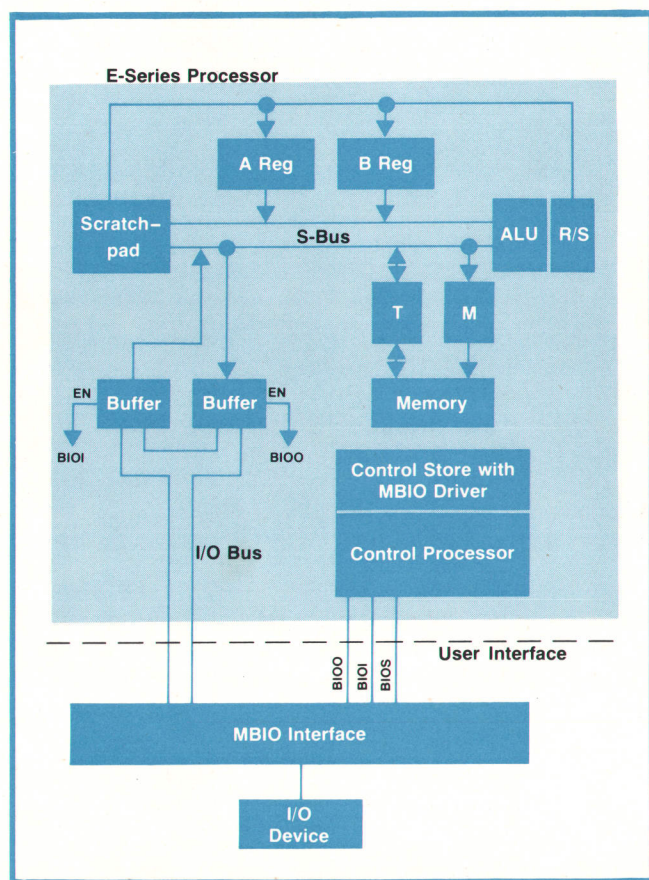 E-Series Processor
A Reg
B Reg
Scratch–
pad
S-Bus
ALU
R/S
T
M
EN
Buffer
Buffer
EN
Memory
BIOI
BIOO
Control Store with
MBIO Driver
I/O Bus
Control Processor
User Interface
BIOO
BIOI
BIOS
MBIO Interface
I/O
Device